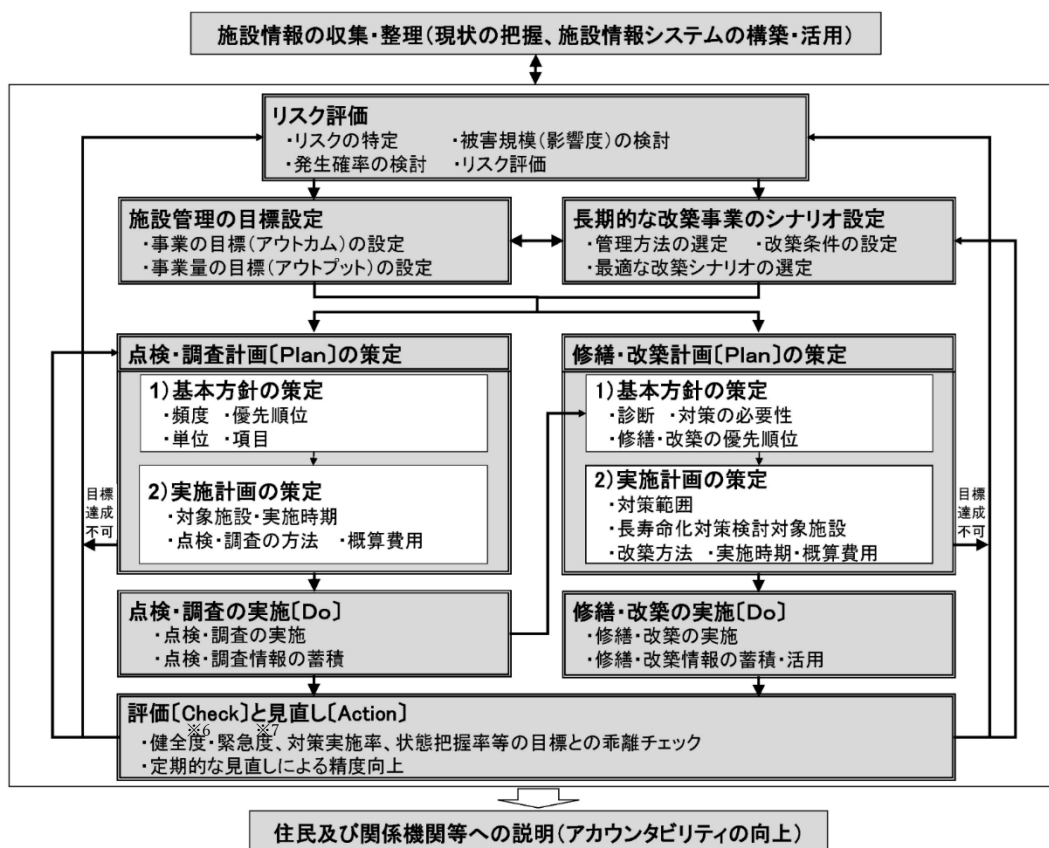 施設情報の収集・整理(現状の把握、施設情報システムの構築・活用)
リスク評価
・リスクの特定 ・被害規模(影響度)の検討
・発生確率の検討 ・リスク評価
施設管理の目標設定
・事業の目標(アウトカム)の設定
・事業量の目標(アウトプット)の設定
長期的な改築事業のシナリオ設定
・管理方法の選定 ・改築条件の設定
・最適な改築シナリオの選定
点検・調査計画〔Plan〕の策定
1)基本方針の策定
・頻度 ・優先順位
・単位 ・項目
2)実施計画の策定
・対象施設・実施時期
・点検・調査の方法 ・概算費用
目標
達成
不可
修繕・改築計画〔Plan〕の策定
1)基本方針の策定
・診断 ・対策の必要性
・修繕・改築の優先順位
2)実施計画の策定
・対策範囲
・長寿命化対策検討対象施設
・改築方法 ・実施時期・概算費用
目標
達成
不可
点検・調査の実施〔Do〕
・点検・調査の実施
・点検・調査情報の蓄積
修繕・改築の実施〔Do〕
・修繕・改築の実施
・修繕・改築情報の蓄積・活用
評価〔Check〕と見直し〔Action〕
※6 ※7
・健全度・緊急度、対策実施率、状態把握率等の目標との乖離チェック
・定期的な見直しによる精度向上
住民及び関係機関等への説明(アカウンタビリティの向上)